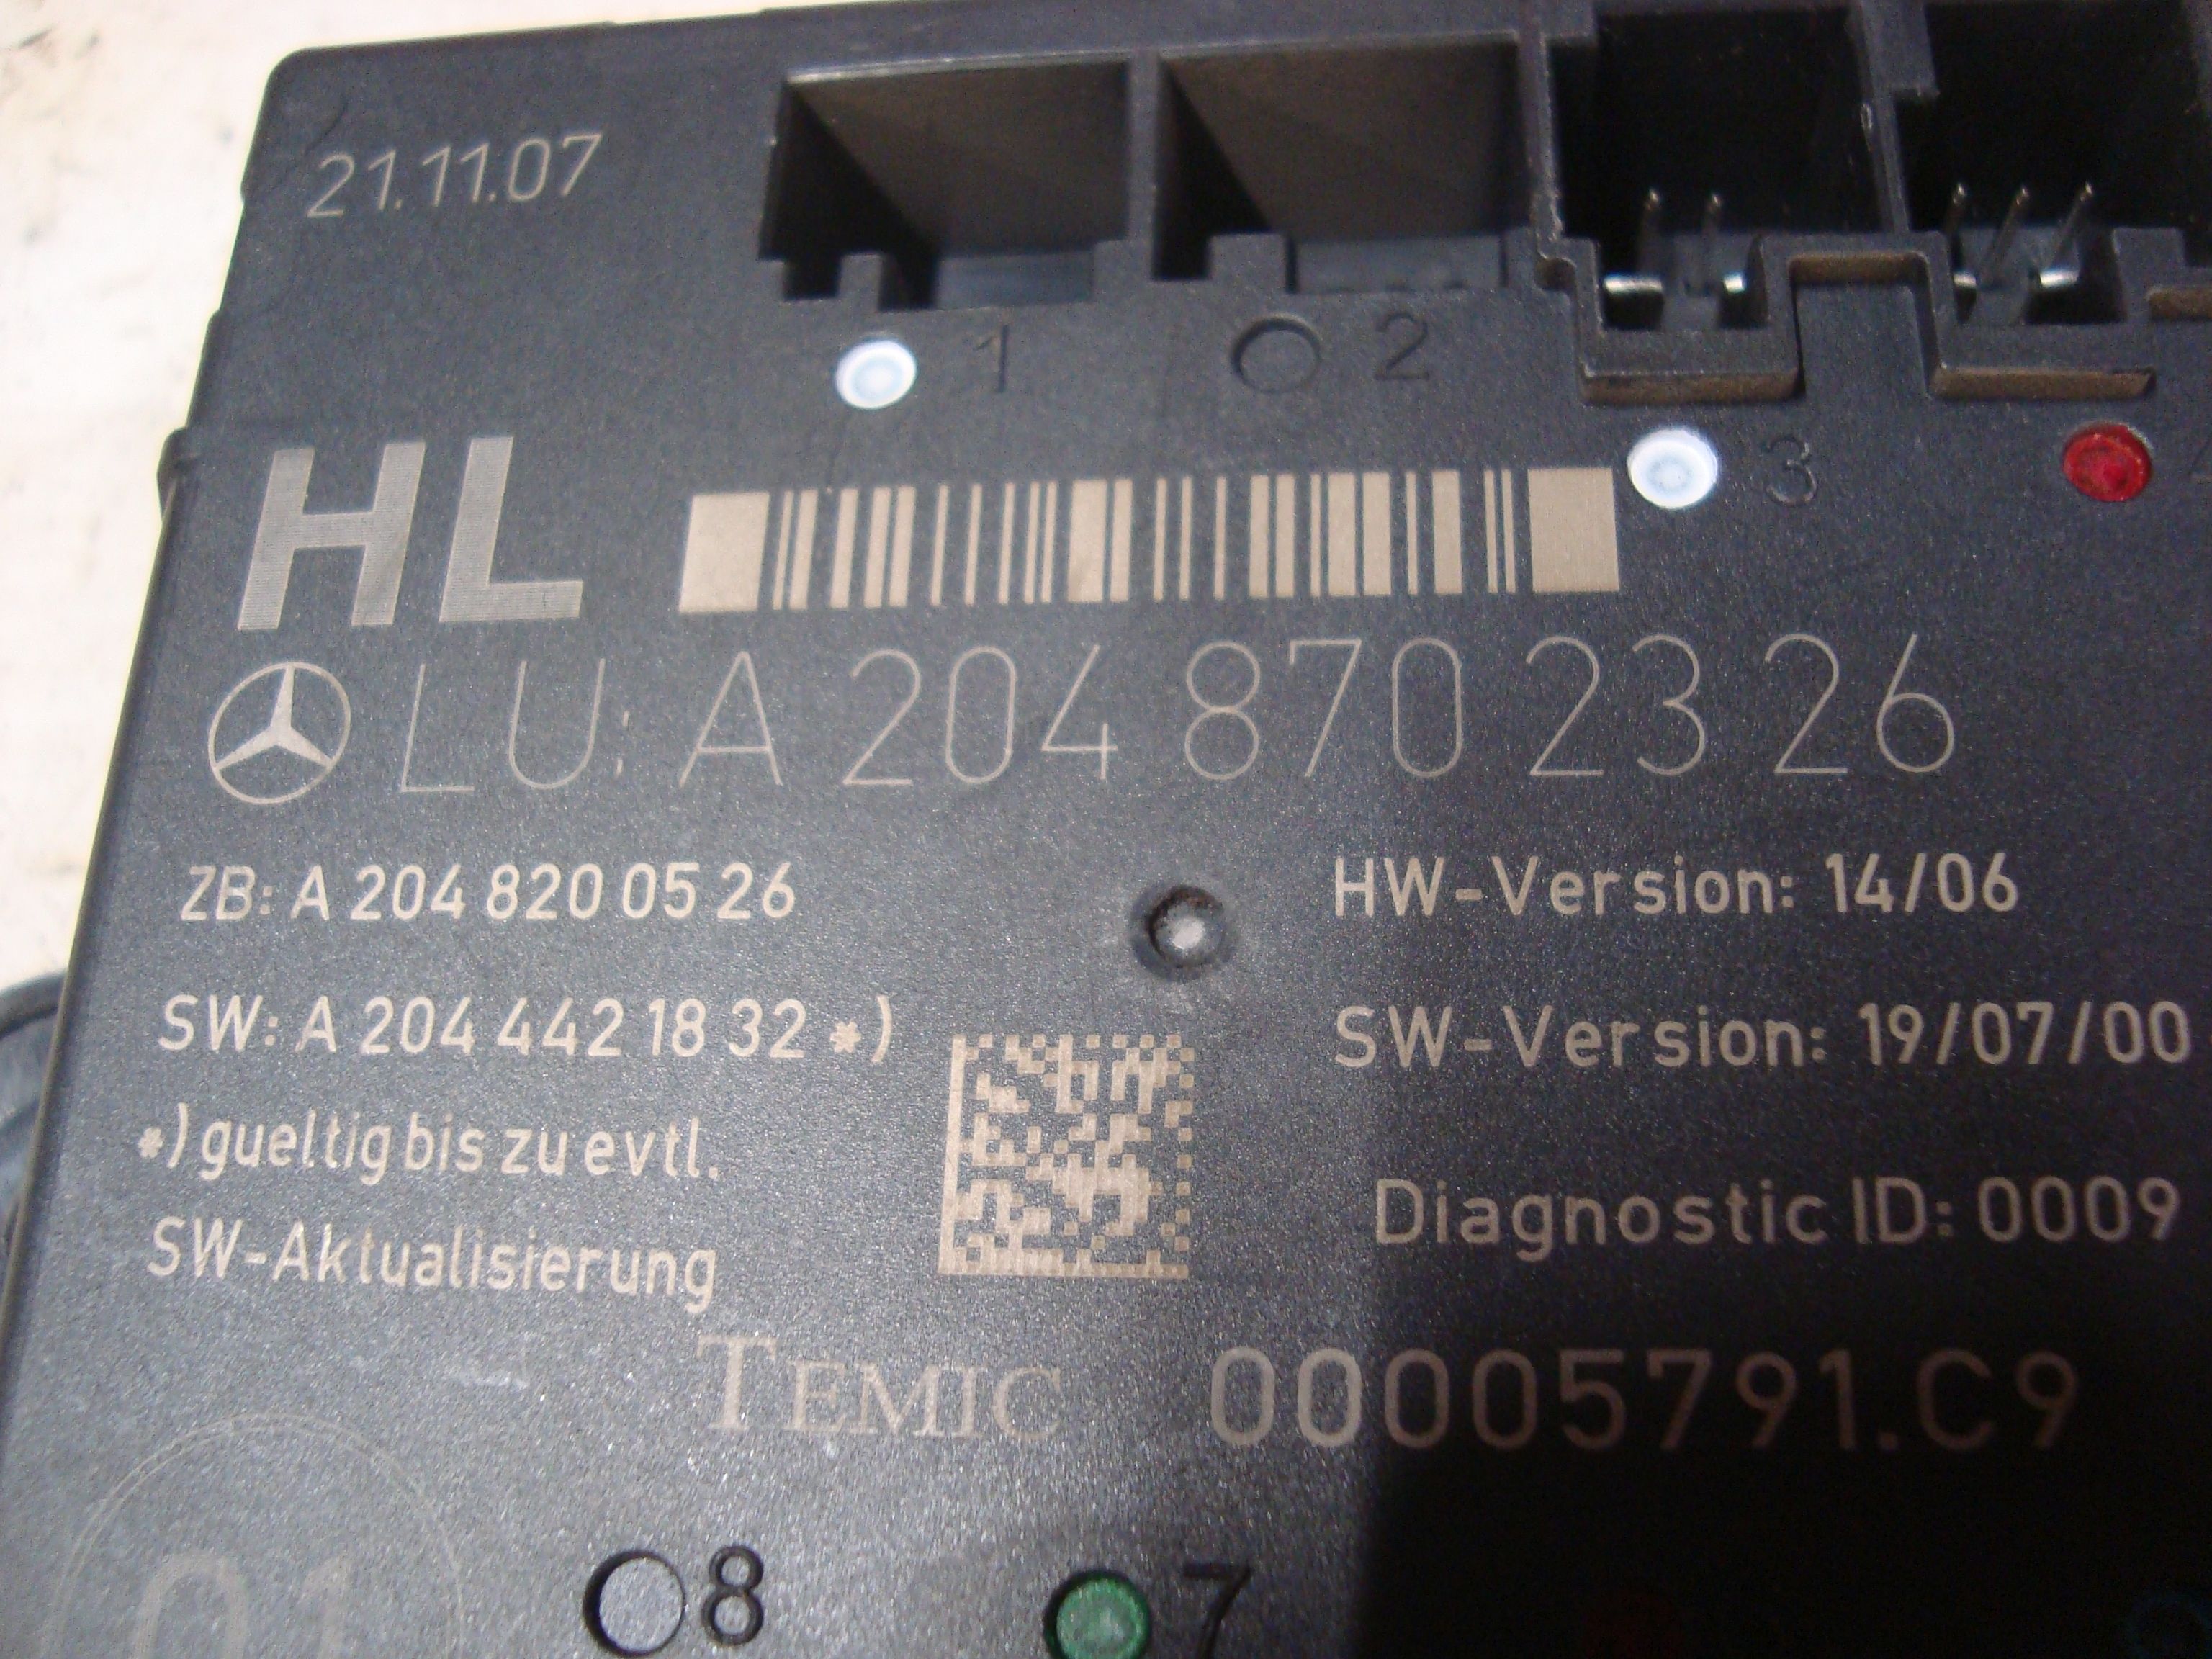 21.11.07
1
2
3
HL
LU: A 204 870 23 26
ZB: A 204 820 05 26
HW-Version: 14/06
SW: A 204 442 18 32 *)
SW-Version: 19/07/00
*) gueltig bis zu evtl.
SW-Aktualisierung
Diagnostic ID: 0009
TEMIC
00005791.C9
01
8
7